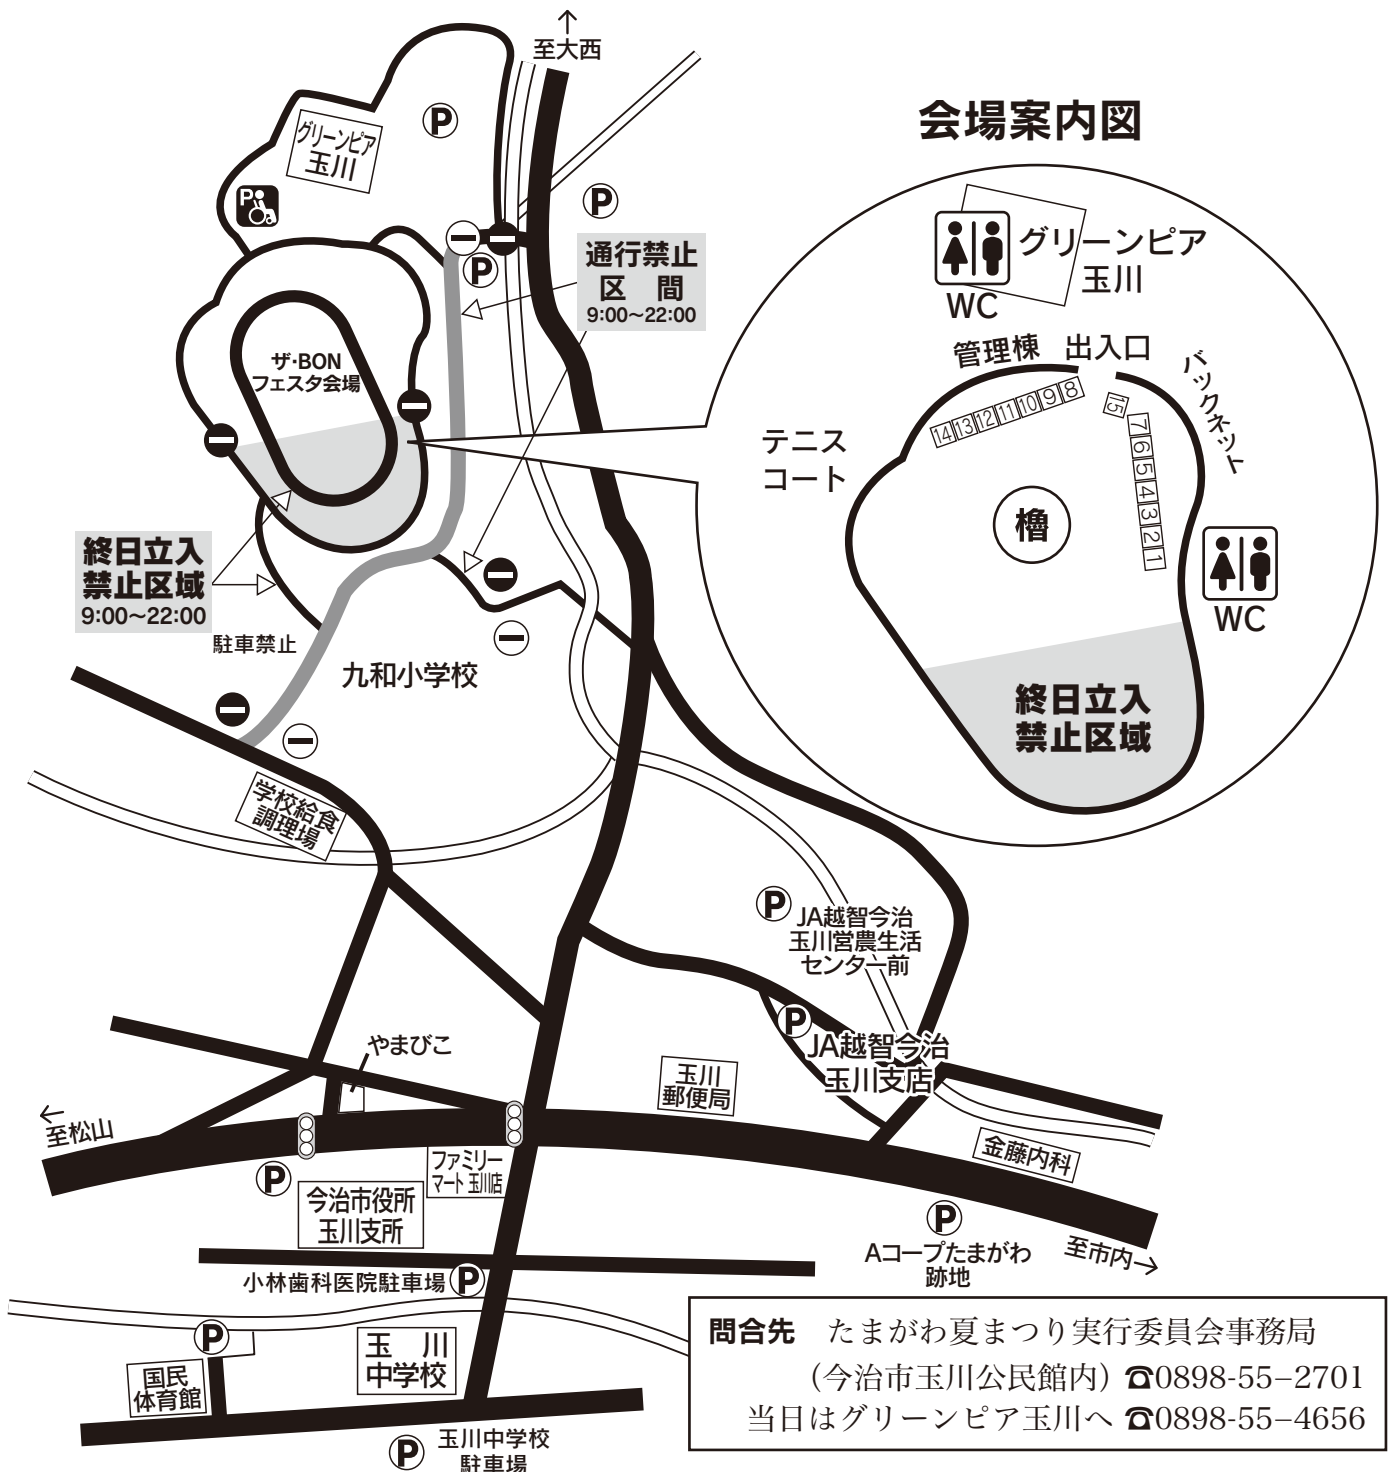 ↑
至大西
会場案内図
P
グリーンピア
玉川
P
P
P
通行禁止
区　間
9:00〜22:00
ザ・BON
フェスタ会場
終日立入
禁止区域
9:00〜22:00
駐車禁止
九和小学校
WC
グリーンピア
玉川
管理棟
出入口
バックネット
テニス
コート
14 13 12 11 10 9 8
15
7
6
5
4
3
2
1
櫓
WC
終日立入
禁止区域
学校給食
調理場
P
JA越智今治
玉川営農生活
センター前
P
JA越智今治
玉川支店
やまびこ
玉川
郵便局
←
至松山
金藤内科
P
ファミリー
マート 玉川店
今治市役所
玉川支所
P
Aコープたまがわ
跡地
至市内→
小林歯科医院駐車場 P
P
玉　川
中学校
国民
体育館
P
玉川中学校
駐車場
問合先　たまがわ夏まつり実行委員会事務局
(今治市玉川公民館内) ☎0898-55−2701
当日はグリーンピア玉川へ ☎0898-55−4656